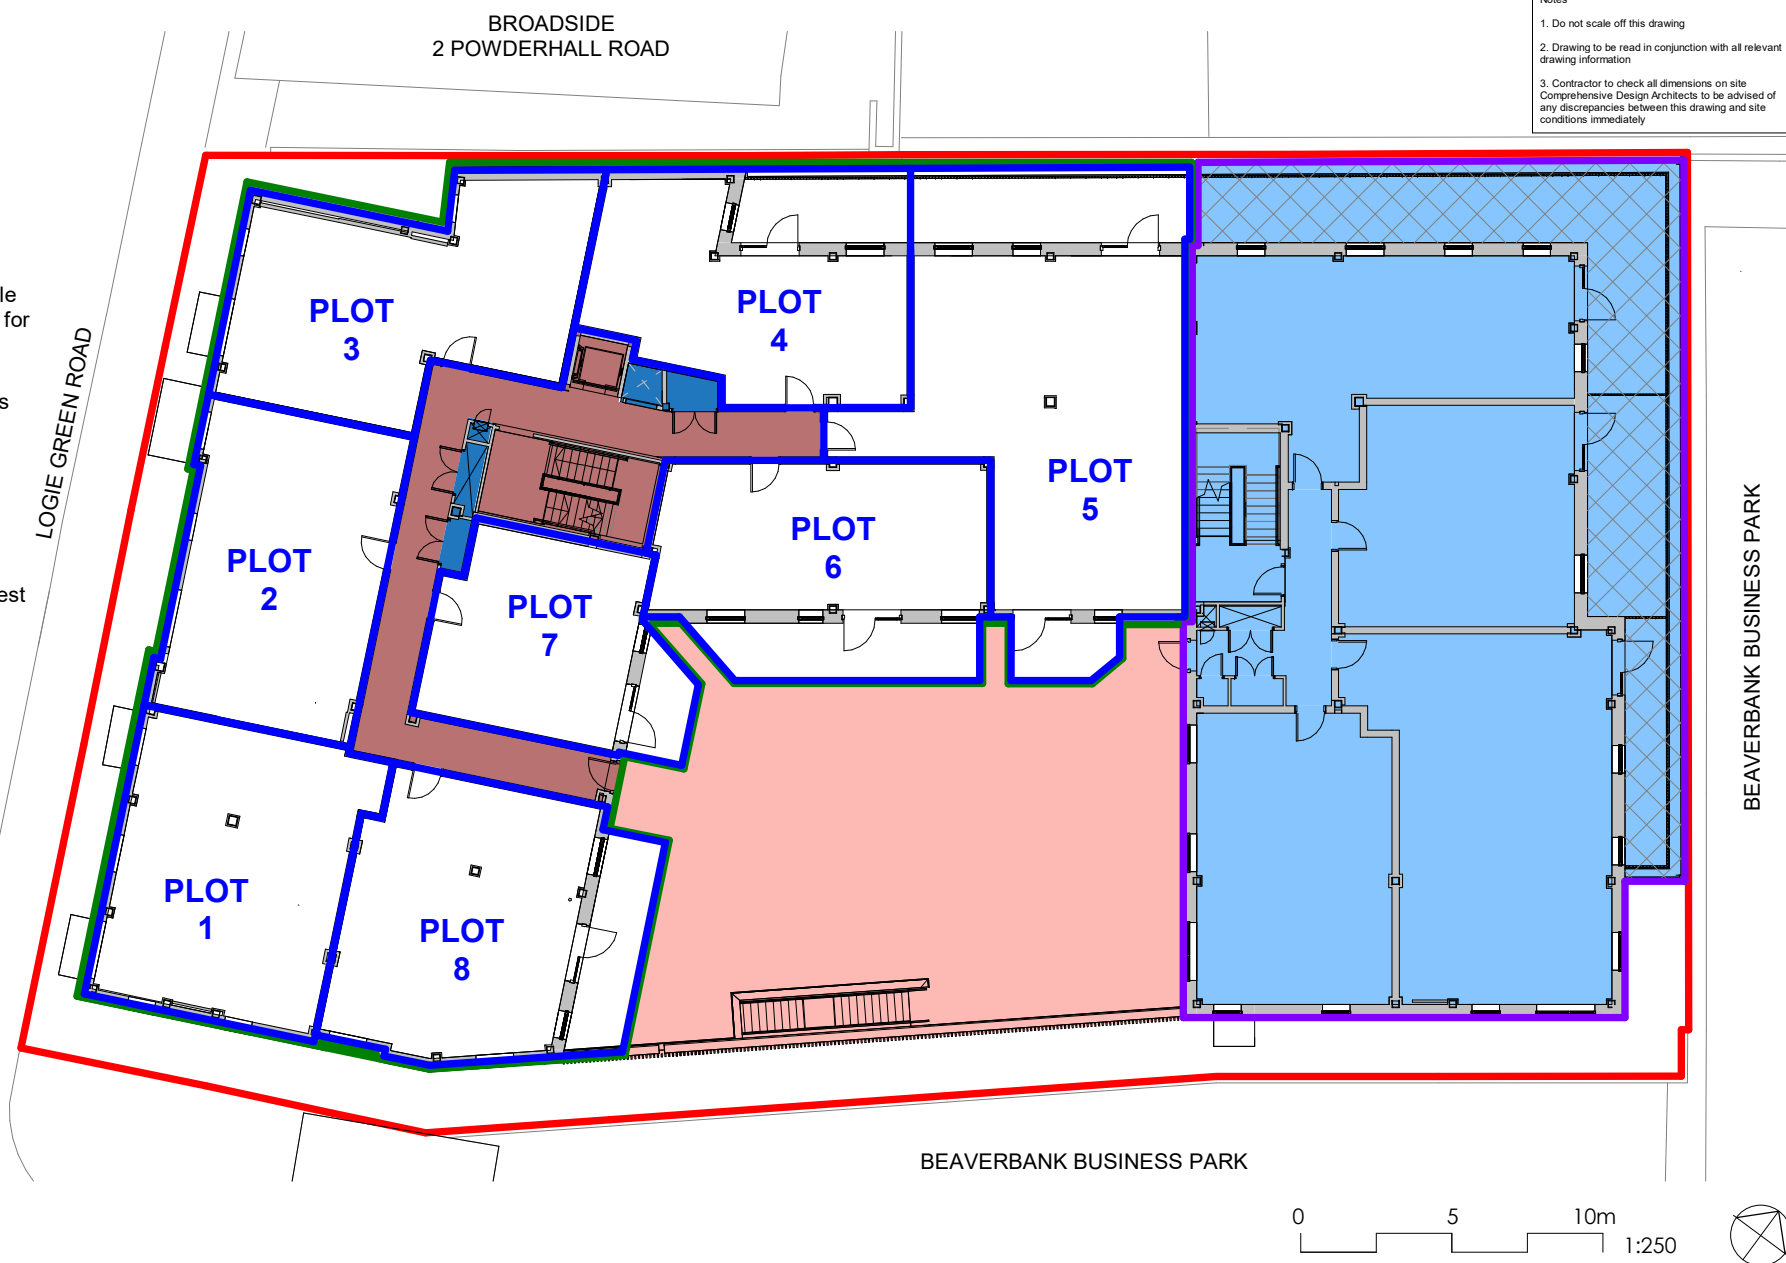 BROADSIDE
2 POWDERHALL ROAD
Notes
1. Do not scale off this drawing
2. Drawing to be read in conjunction with all relevant
drawing information
3. Contractor to check all dimensions on site
Comprehensive Design Architects to be advised of
any discrepancies between this drawing and site
conditions immediately
le
for
s
est
LOGIE GREEN ROAD
PLOT
3
PLOT
4
PLOT
5
PLOT
6
PLOT
2
PLOT
7
PLOT
1
PLOT
8
BEAVERBANK BUSINESS PARK
BEAVERBANK BUSINESS PARK
0 5 10m
1:250